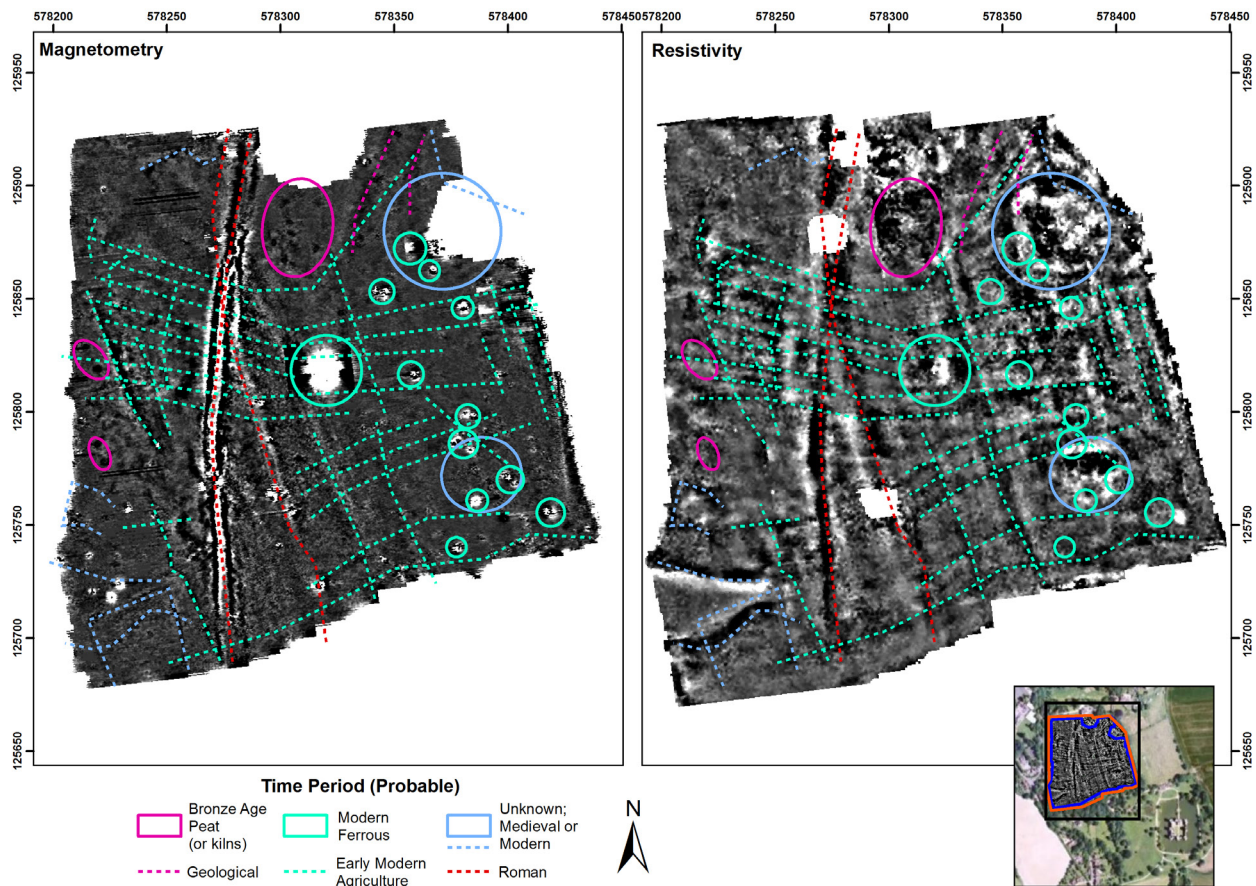 578200 578250 578300 578350 578400 578450
578200 578250 578300 578350 578400 578450
Magnetometry
Resistivity
125950
125900
125850
125800
125750
125700
125650
125950
125900
125850
125800
125750
125700
125650
Time Period (Probable)
Bronze Age
Peat
(or kilns)
Modern
Ferrous
Unknown;
Medieval or
Modern
Geological
Early Modern
Agriculture
Roman
N